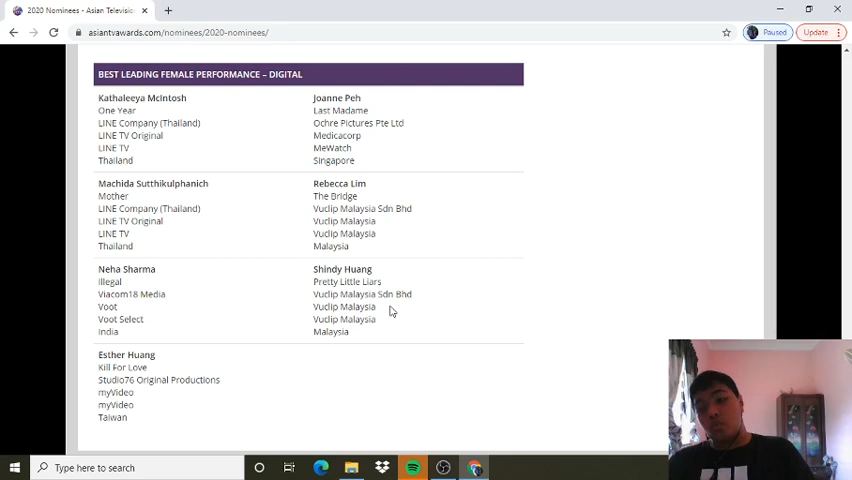 2020 Nominees - Asian Televisio
Paused
Update
asiantvawards.com/nominees/2020-nominees/
BEST LEADING FEMALE PERFORMANCE – DIGITAL
Kathaleeya McIntosh
One Year
LINE Company (Thailand)
LINE TV Original
LINE TV
Thailand
Joanne Peh
Last Madame
Ochre Pictures Pte Ltd
Medicacorp
MeWatch
Singapore
Machida Sutthikulphanich
Mother
LINE Company (Thailand)
LINE TV Original
LINE TV
Thailand
Rebecca Lim
The Bridge
Vuclip Malaysia Sdn Bhd
Vuclip Malaysia
Vuclip Malaysia
Malaysia
Neha Sharma
Illegal
Viacom18 Media
Voot
Voot Select
India
Shindy Huang
Pretty Little Liars
Vuclip Malaysia Sdn Bhd
Vuclip Malaysia
Vuclip Malaysia
Malaysia
Esther Huang
Kill For Love
Studio76 Original Productions
myVideo
myVideo
Taiwan
Type here to search